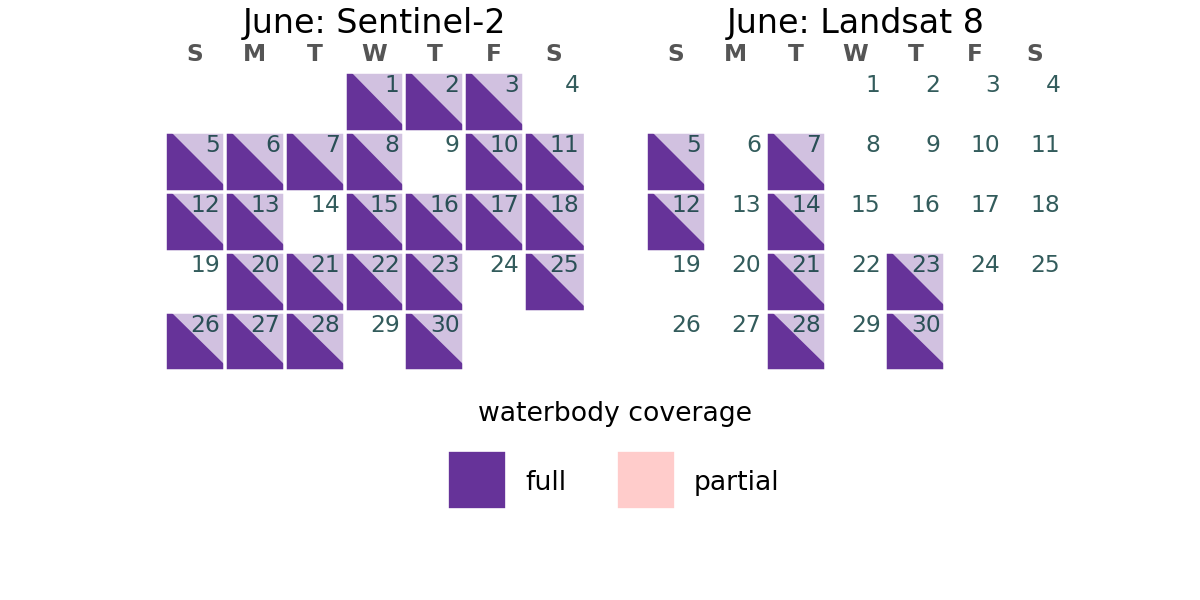 June: Sentinel-2
S M T W T F S
1 2 3 4
5 6 7 8 9 10 11
12 13 14 15 16 17 18
19 20 21 22 23 24 25
26 27 28 29 30
June: Landsat 8
S M T W T F S
1 2 3 4
5 6 7 8 9 10 11
12 13 14 15 16 17 18
19 20 21 22 23 24 25
26 27 28 29 30
waterbody coverage
full partial